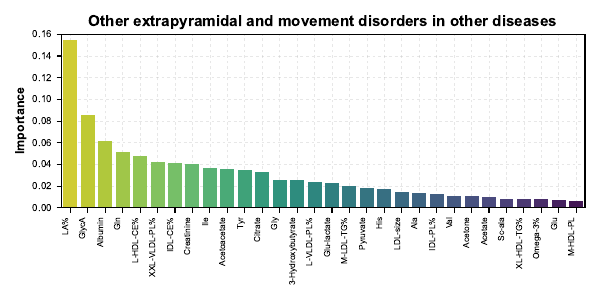 Other extrapyramidal and movement disorders in other diseases
Importance
0.16
0.14
0.12
0.10
0.08
0.06
0.04
0.02
0.00
LA%
GlycA
Albumin
Gln
L-HDL-CE%
XXL-VLDL-PL%
IDL-CE%
Creatinine
Ile
Acetoacetate
Tyr
Citrate
Gly
3-Hydroxybutyrate
L-VLDL-PL%
Glu-lactate
M-LDL-TG%
Pyruvate
His
LDL-size
Ala
IDL-PL%
Val
Acetone
Acetate
Sc-ala
XL-HDL-TG%
Omega-3%
Glu
M-HDL-PL